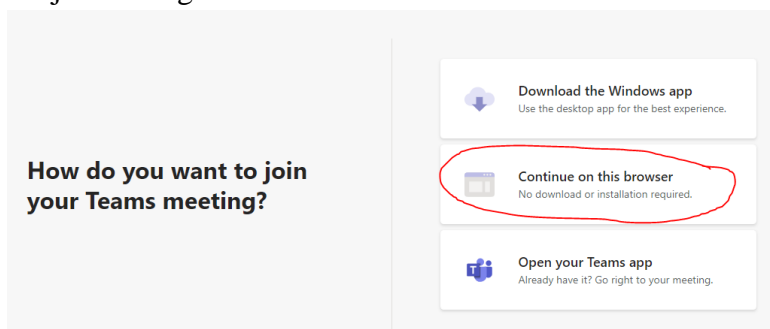 How do you want to join
your Teams meeting?
Download the Windows app
Use the desktop app for the best experience.
Continue on this browser
No download or installation required.
Open your Teams app
Already have it? Go right to your meeting.